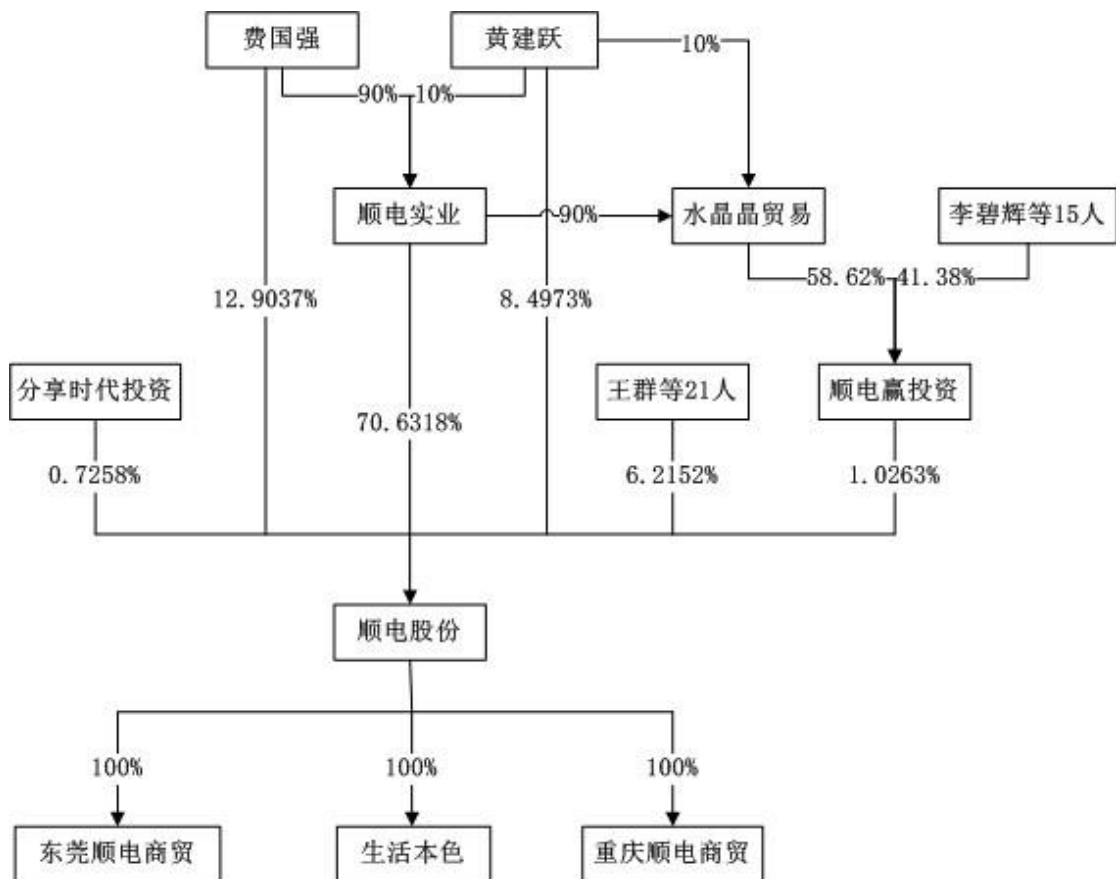 费国强
黄建跃
10%
90%
10%
顺电实业
90%
水晶晶贸易
李碧辉等15人
58.62%
41.38%
12.9037%
8.4973%
分享时代投资
王群等21人
顺电赢投资
70.6318%
0.7258%
6.2152%
1.0263%
顺电股份
100%
100%
100%
东莞顺电商贸
生活本色
重庆顺电商贸